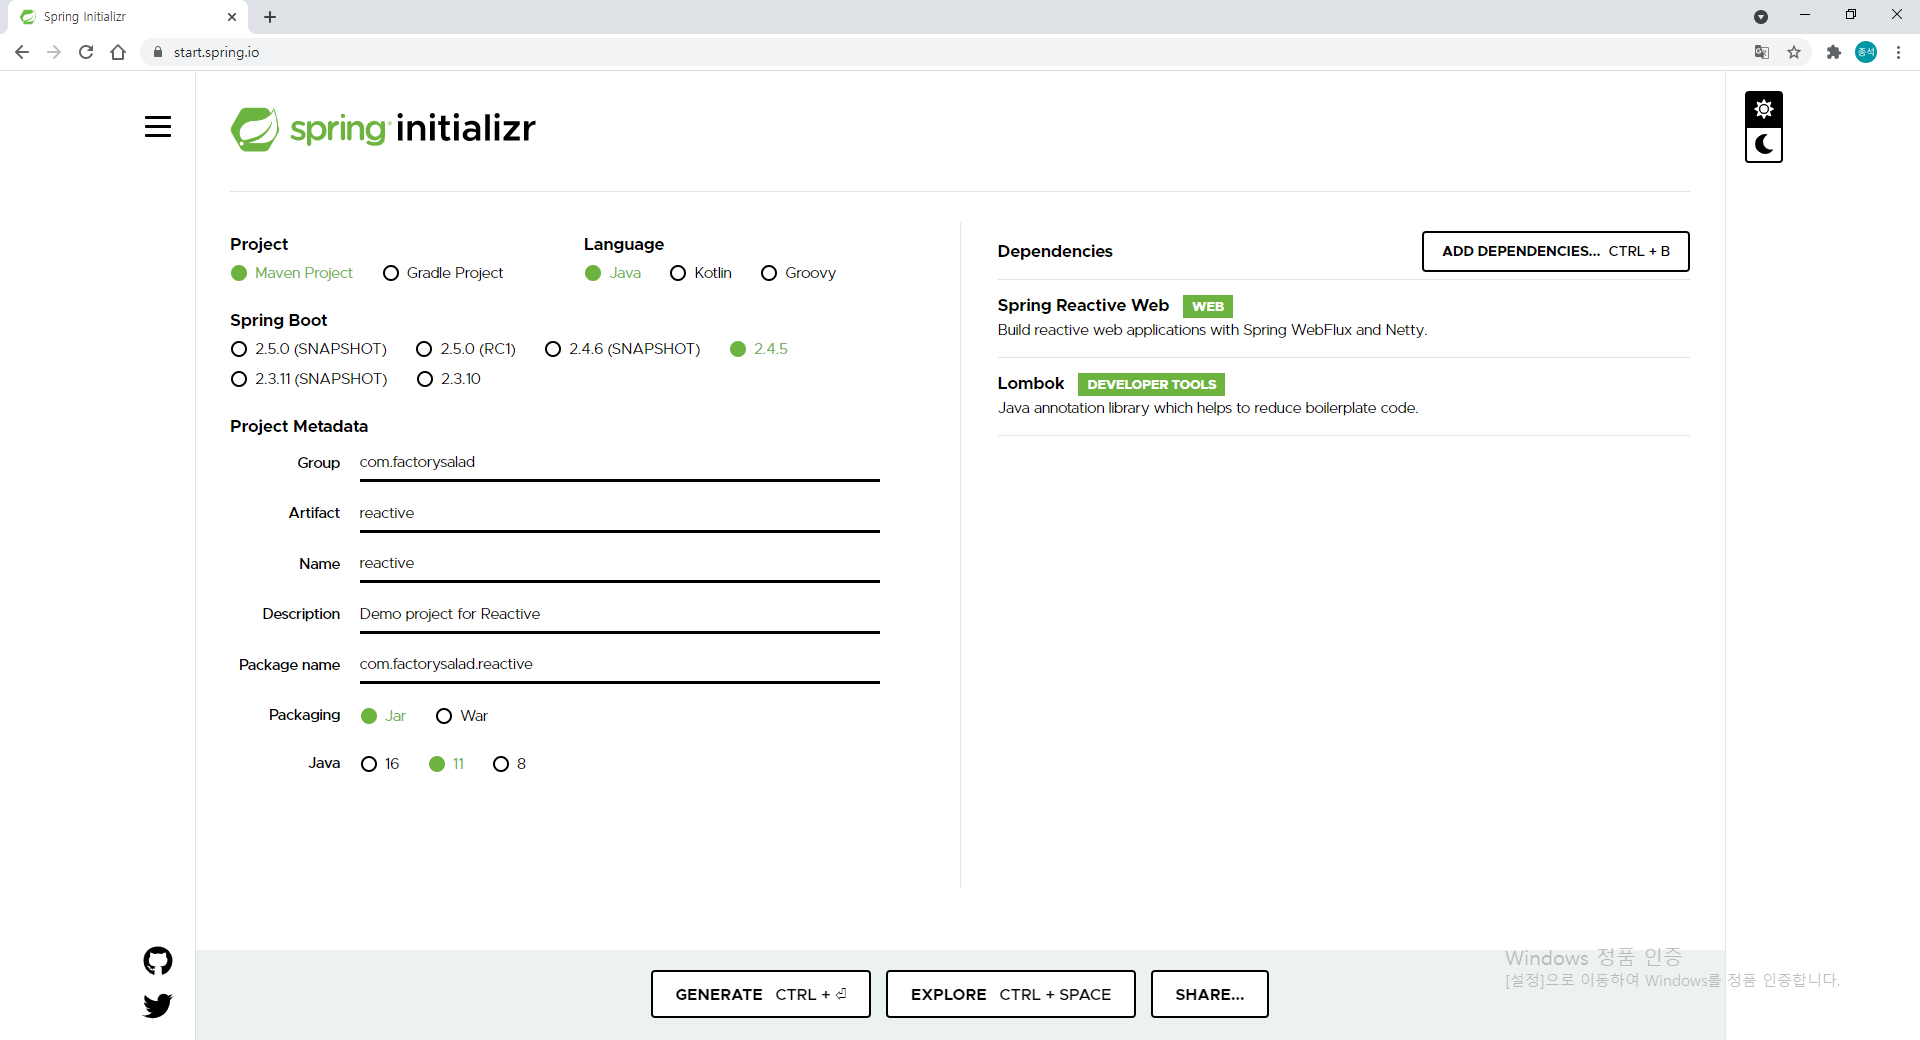 Spring Initializr
start.spring.io
종석
spring initializr
Project
Maven Project Gradle Project
Language
Java Kotlin Groovy
Spring Boot
2.5.0 (SNAPSHOT) 2.5.0 (RC1) 2.4.6 (SNAPSHOT) 2.4.5
2.3.11 (SNAPSHOT) 2.3.10
Project Metadata
Group com.factorysalad
Artifact reactive
Name reactive
Description Demo project for Reactive
Package name com.factorysalad.reactive
Packaging Jar War
Java 16 11 8
Dependencies
ADD DEPENDENCIES... CTRL + B
Spring Reactive Web WEB
Build reactive web applications with Spring WebFlux and Netty.
Lombok DEVELOPER TOOLS
Java annotation library which helps to reduce boilerplate code.
GENERATE CTRL + ⏎
EXPLORE CTRL + SPACE
SHARE...
Windows 정품 인증
[설정]으로 이동하여 Windows를 정품 인증합니다.